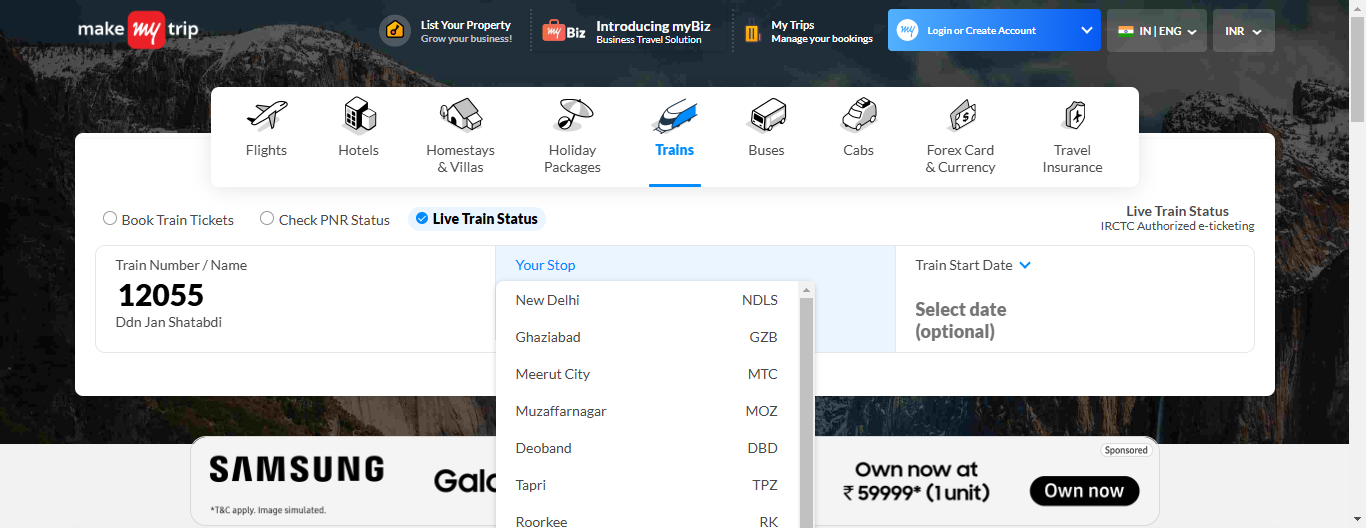 make my trip
List Your Property
Grow your business!
my Biz
Introducing myBiz
Business Travel Solution
My Trips
Manage your bookings
my
Login or Create Account
IN | ENG
INR
Flights
Hotels
Homestays
& Villas
Holiday
Packages
Trains
Buses
Cabs
Forex Card
& Currency
Travel
Insurance
Book Train Tickets
Check PNR Status
Live Train Status
Live Train Status
IRCTC Authorized e-ticketing
Train Number / Name
12055
Ddn Jan Shatabdi
Your Stop
New Delhi NDLS
Ghaziabad GZB
Meerut City MTC
Muzaffarnagar MOZ
Deoband DBD
Tapri TPZ
Roorkee RK
Train Start Date
Select date
(optional)
SAMSUNG
*T&C apply. Image simulated.
Gala
Sponsored
Own now at
₹ 59999* (1 unit)
Own now